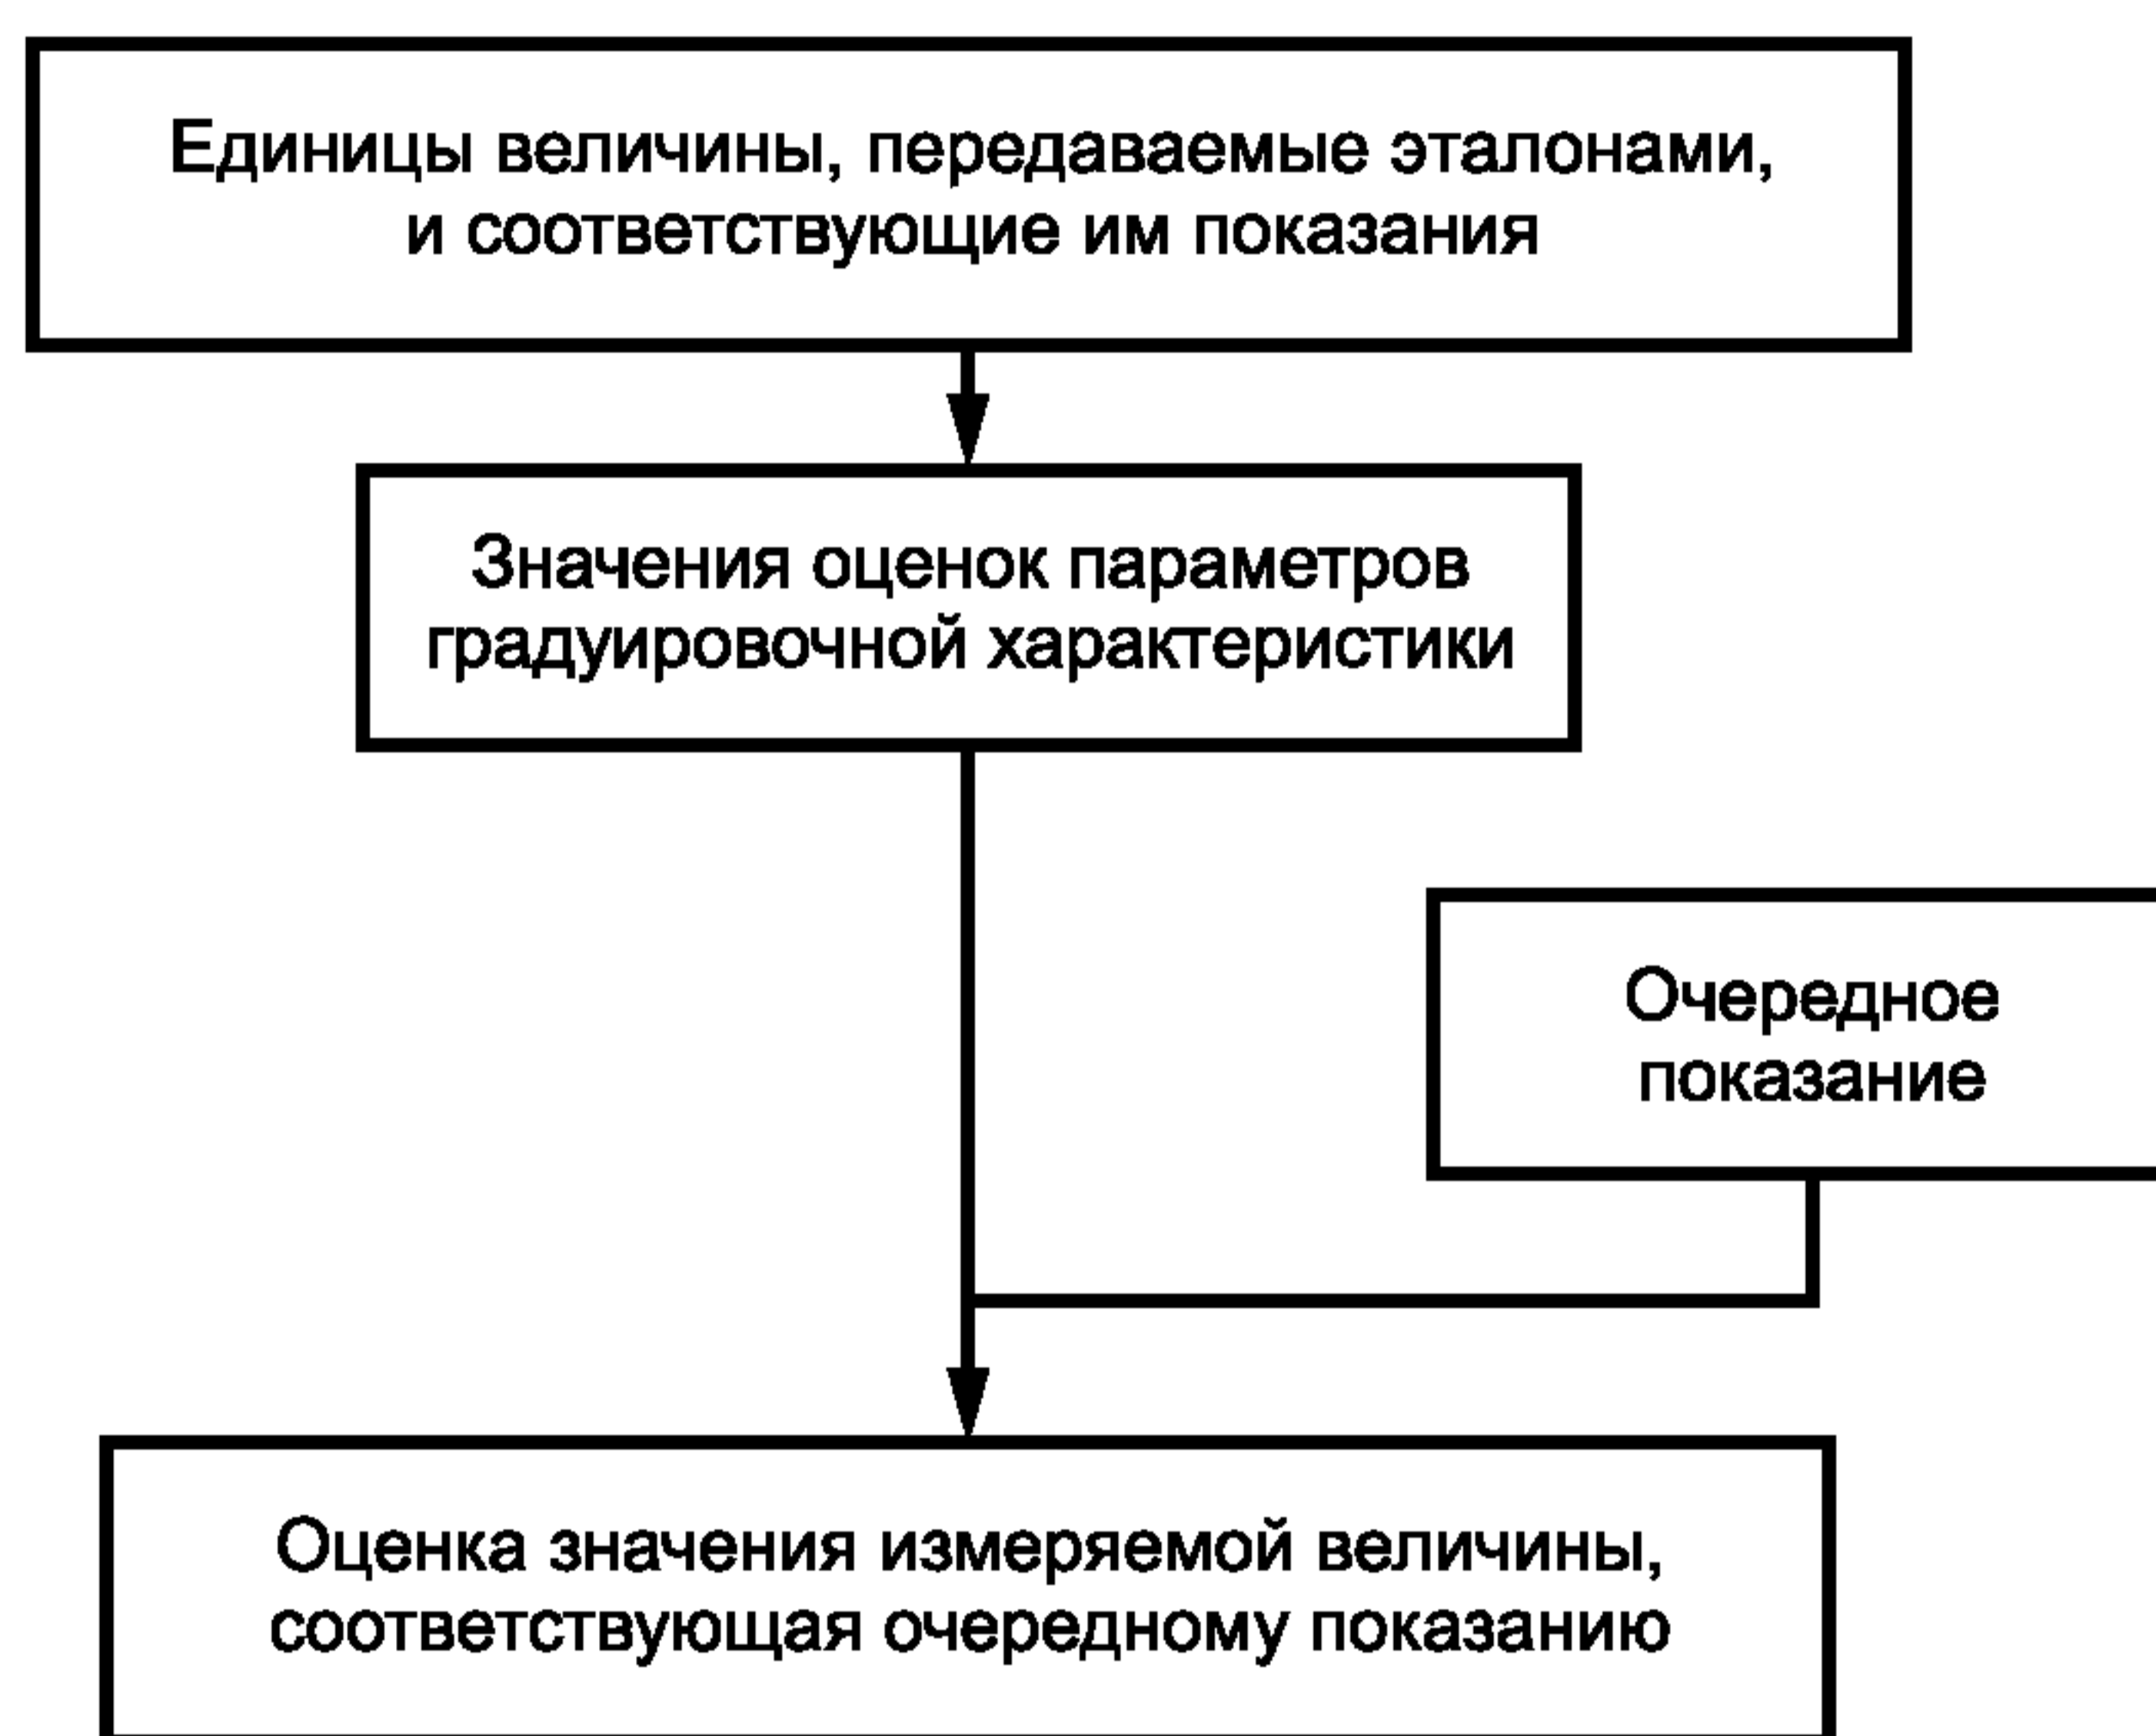 Единицы величины, передаваемые эталонами,
и соответствующие им показания
Значения оценок параметров
градуировочной характеристики
Очередное
показание
Оценка значения измеряемой величины,
соответствующая очередному показанию